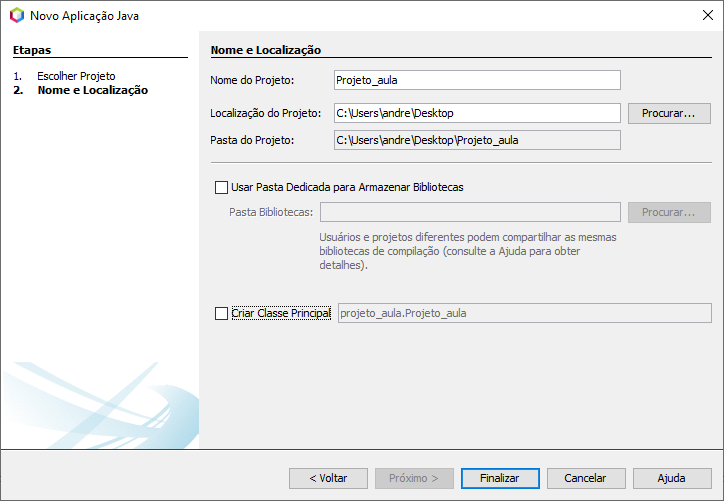 Novo Aplicação Java
Etapas
1. Escolher Projeto
2. Nome e Localização
Nome e Localização
Nome do Projeto: Projeto_aula
Localização do Projeto: C:\Users\andre\Desktop Procurar...
Pasta do Projeto: C:\Users\andre\Desktop\Projeto_aula
Usar Pasta Dedicada para Armazenar Bibliotecas
Pasta Bibliotecas: Procurar...
Usuários e projetos diferentes podem compartilhar as mesmas
bibliotecas de compilação (consulte a Ajuda para obter
detalhes).
Criar Classe Principal projeto_aula.Projeto_aula
< Voltar Próximo > Finalizar Cancelar Ajuda